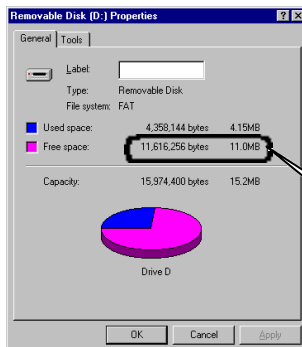 Removable Disk (D:) Properties
General Tools
Label:
Type: Removable Disk
File system: FAT
Used space: 4,358,144 bytes 4.15MB
Free space: 11,616,256 bytes 11.0MB
Capacity: 15,974,400 bytes 15.2MB
Drive D
OK Cancel Apply